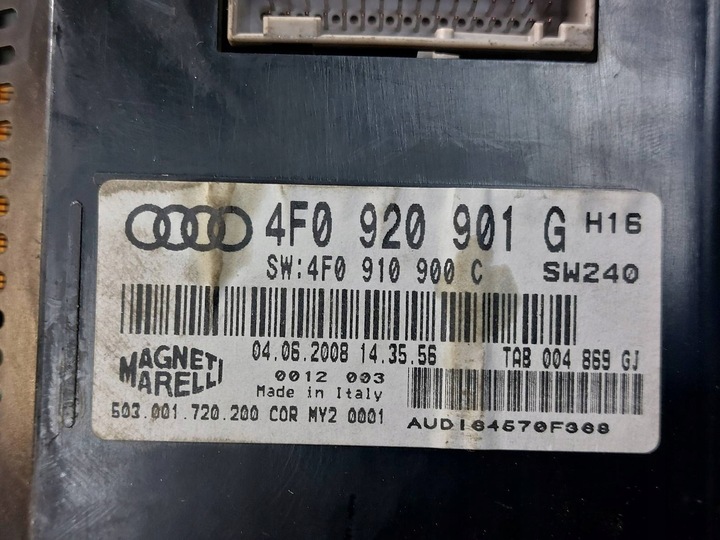 4F0 920 901 G H16
SW:4F0 910 900 C SW240
04.06.2008 14.35.56 TAB 004 869 GJ
MAGNETI MARELLI
0012 003
Made in Italy
503.001.720.200 COR MY2 0001
AUDI64570F368